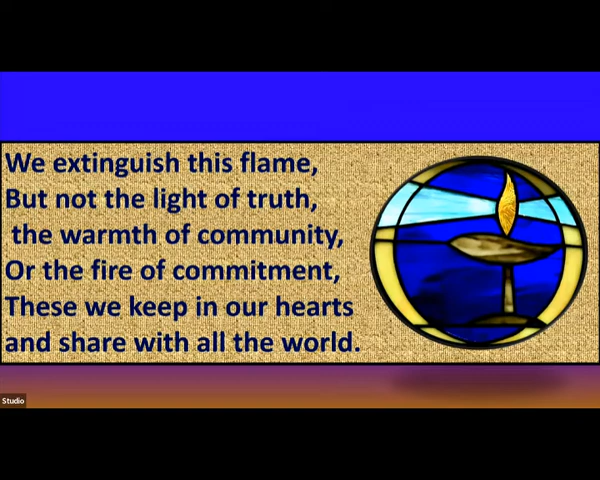 We extinguish this flame,
But not the light of truth,
the warmth of community,
Or the fire of commitment,
These we keep in our hearts
and share with all the world.
Studio